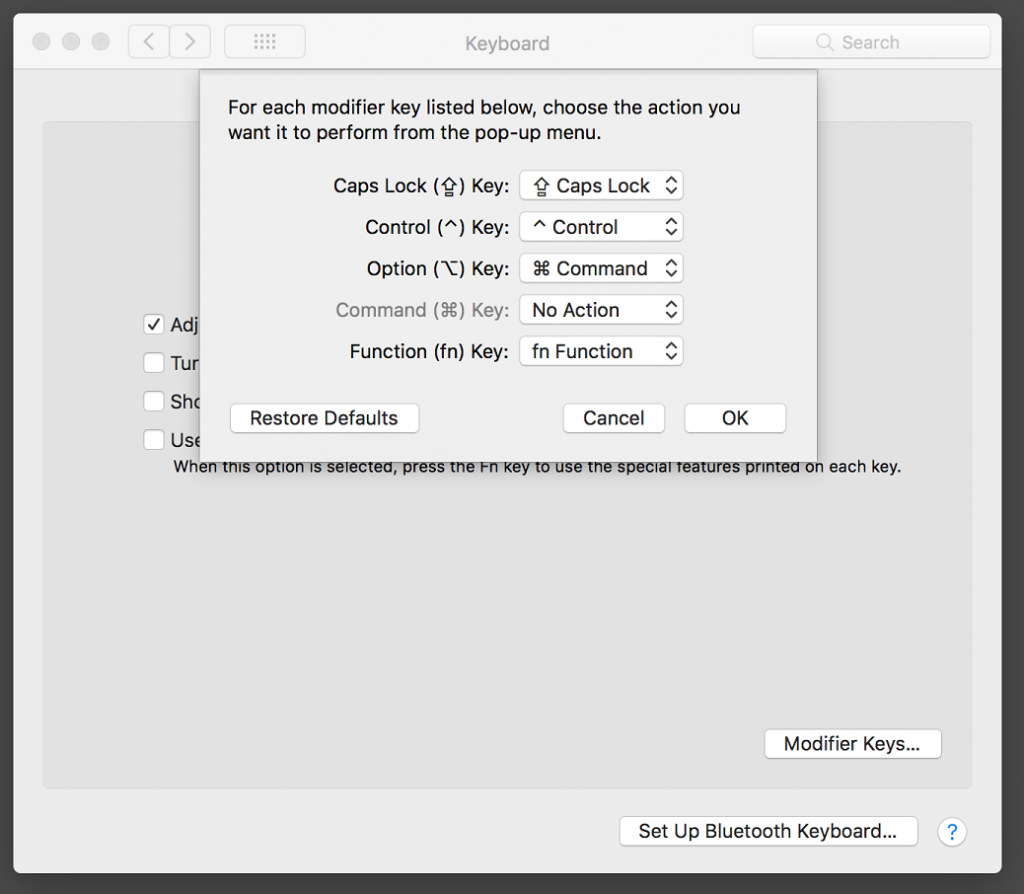 Keyboard
Search
For each modifier key listed below, choose the action you
want it to perform from the pop-up menu.
Caps Lock (⇪) Key: ⇪ Caps Lock
Control (^) Key: ^ Control
Option (⌥) Key: ⌘ Command
Command (⌘) Key: No Action
Function (fn) Key: fn Function
Restore Defaults Cancel OK
Adj
Tur
Sho
Use
When this option is selected, press the Fn key to use the special features printed on each key.
Modifier Keys...
Set Up Bluetooth Keyboard... ?